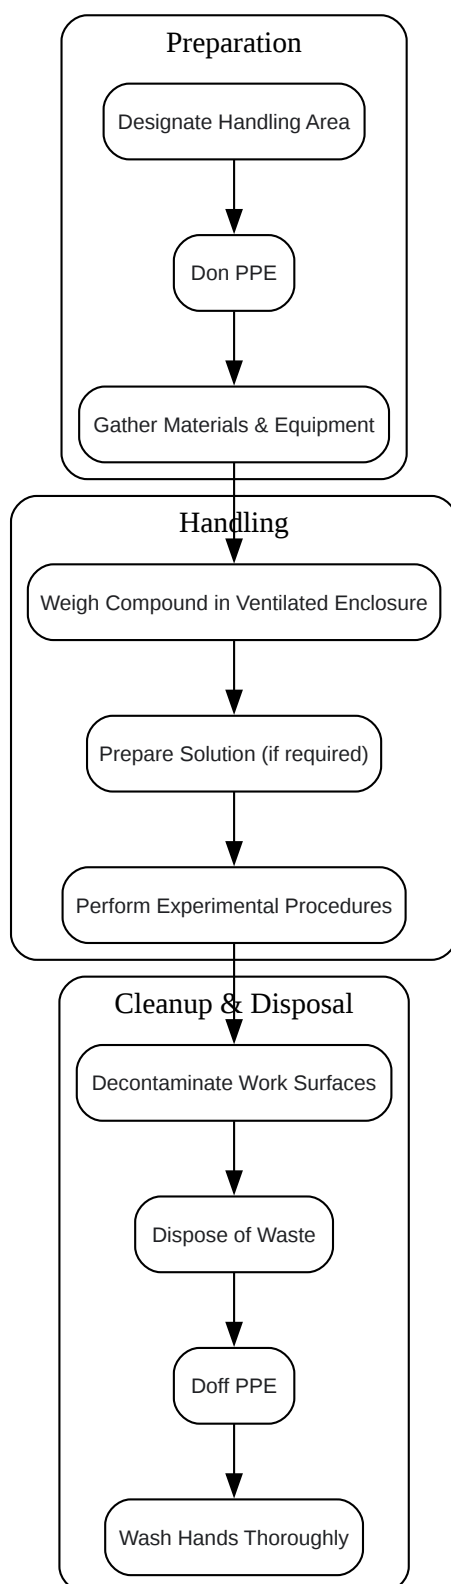 Preparation
Designate Handling Area
Don PPE
Gather Materials & Equipment
Handling
Weigh Compound in Ventilated Enclosure
Prepare Solution (if required)
Perform Experimental Procedures
Cleanup & Disposal
Decontaminate Work Surfaces
Dispose of Waste
Doff PPE
Wash Hands Thoroughly